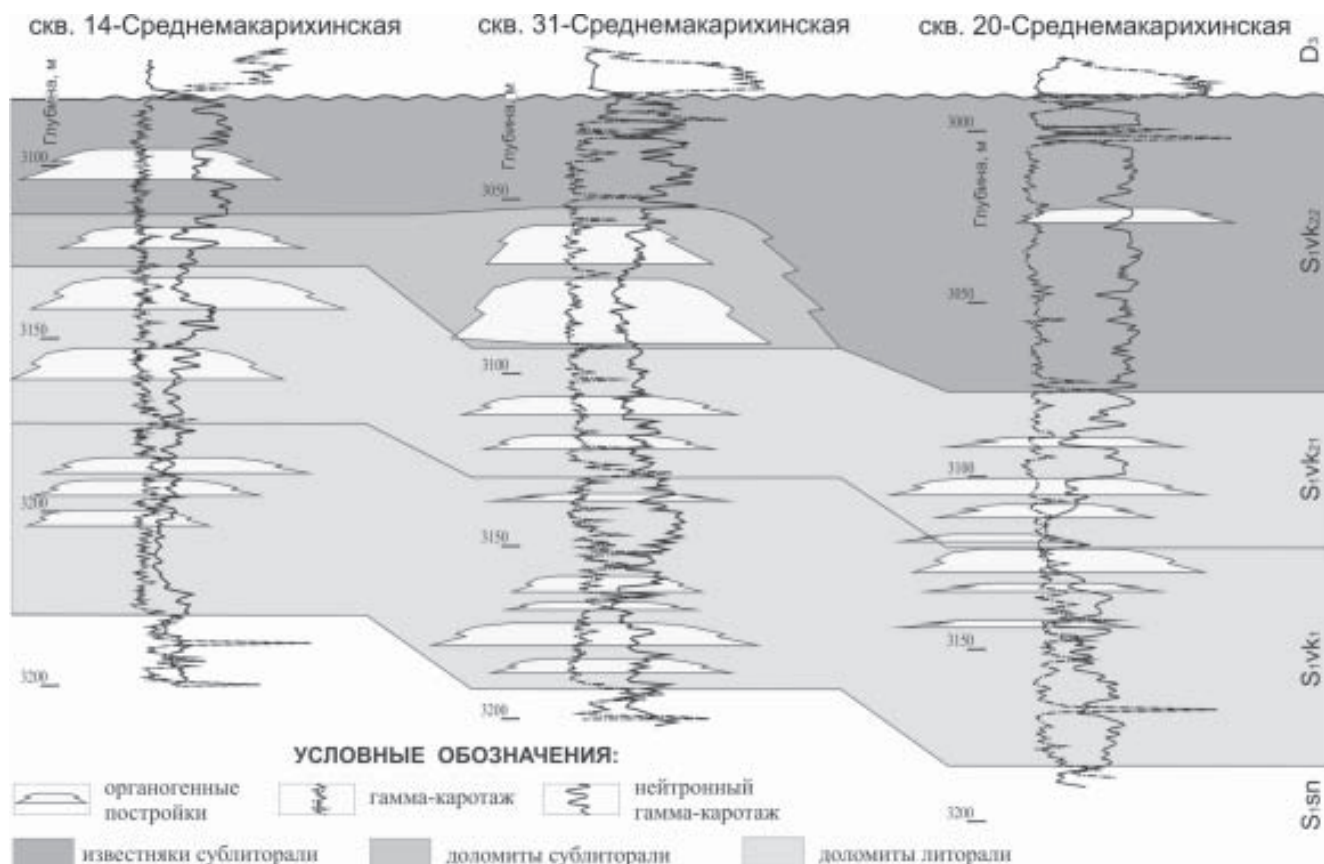 скв. 14-Среднемакарихинская
скв. 31-Среднемакарихинская
скв. 20-Среднемакарихинская
D₃
Глубина, м
3100
3150
3200
3200
Глубина, м
3050
3100
3150
3200
Глубина, м
3000
3050
3100
3150
3200
S₁vk₂₂
S₁vk₂₁
S₁vk₁
S₁sn
УСЛОВНЫЕ ОБОЗНАЧЕНИЯ:
органогенные
постройки
гамма-каротаж
нейтронный
гамма-каротаж
известняки сублиторали
доломиты сублиторали
доломиты литорали